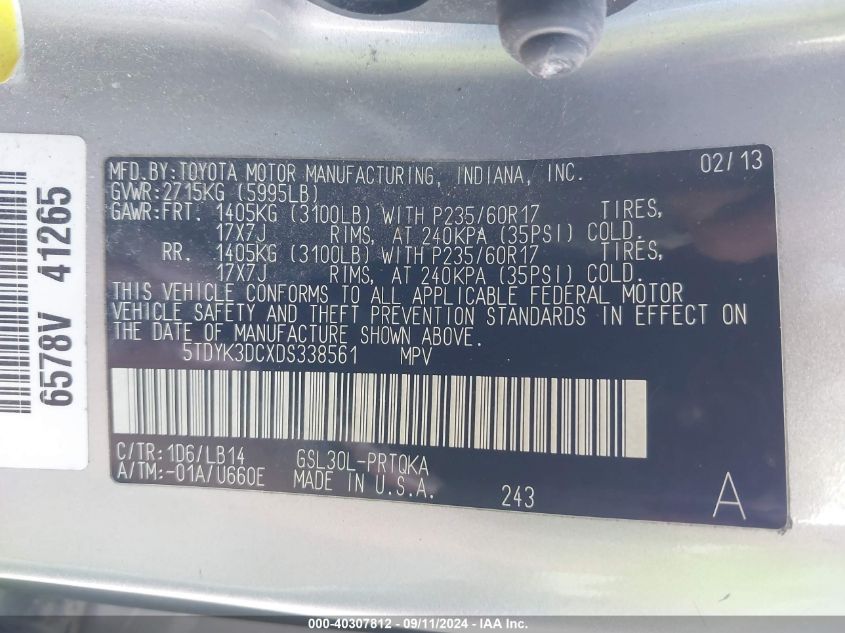 MFD.BY:TOYOTA MOTOR MANUFACTURING, INDIANA, INC. 02/13
GVWR:2715KG (5995LB)
GAWR:FRT. 1405KG (3100LB) WITH P235/60R17 TIRES,
17X7J RIMS, AT 240KPA (35PSI) COLD.
RR. 1405KG (3100LB) WITH P235/60R17 TIRES,
17X7J RIMS, AT 240KPA (35PSI) COLD.
THIS VEHICLE CONFORMS TO ALL APPLICABLE FEDERAL MOTOR
VEHICLE SAFETY AND THEFT PREVENTION STANDARDS IN EFFECT ON
THE DATE OF MANUFACTURE SHOWN ABOVE.
5TDYK3DCXDS338561 MPV
C/TR:1D6/LB14 GSL30L-PRTQKA
A/TM:-01A/U660E MADE IN U.S.A. 243 A
6578V 41265
000-40307812 - 09/11/2024 - IAA Inc.